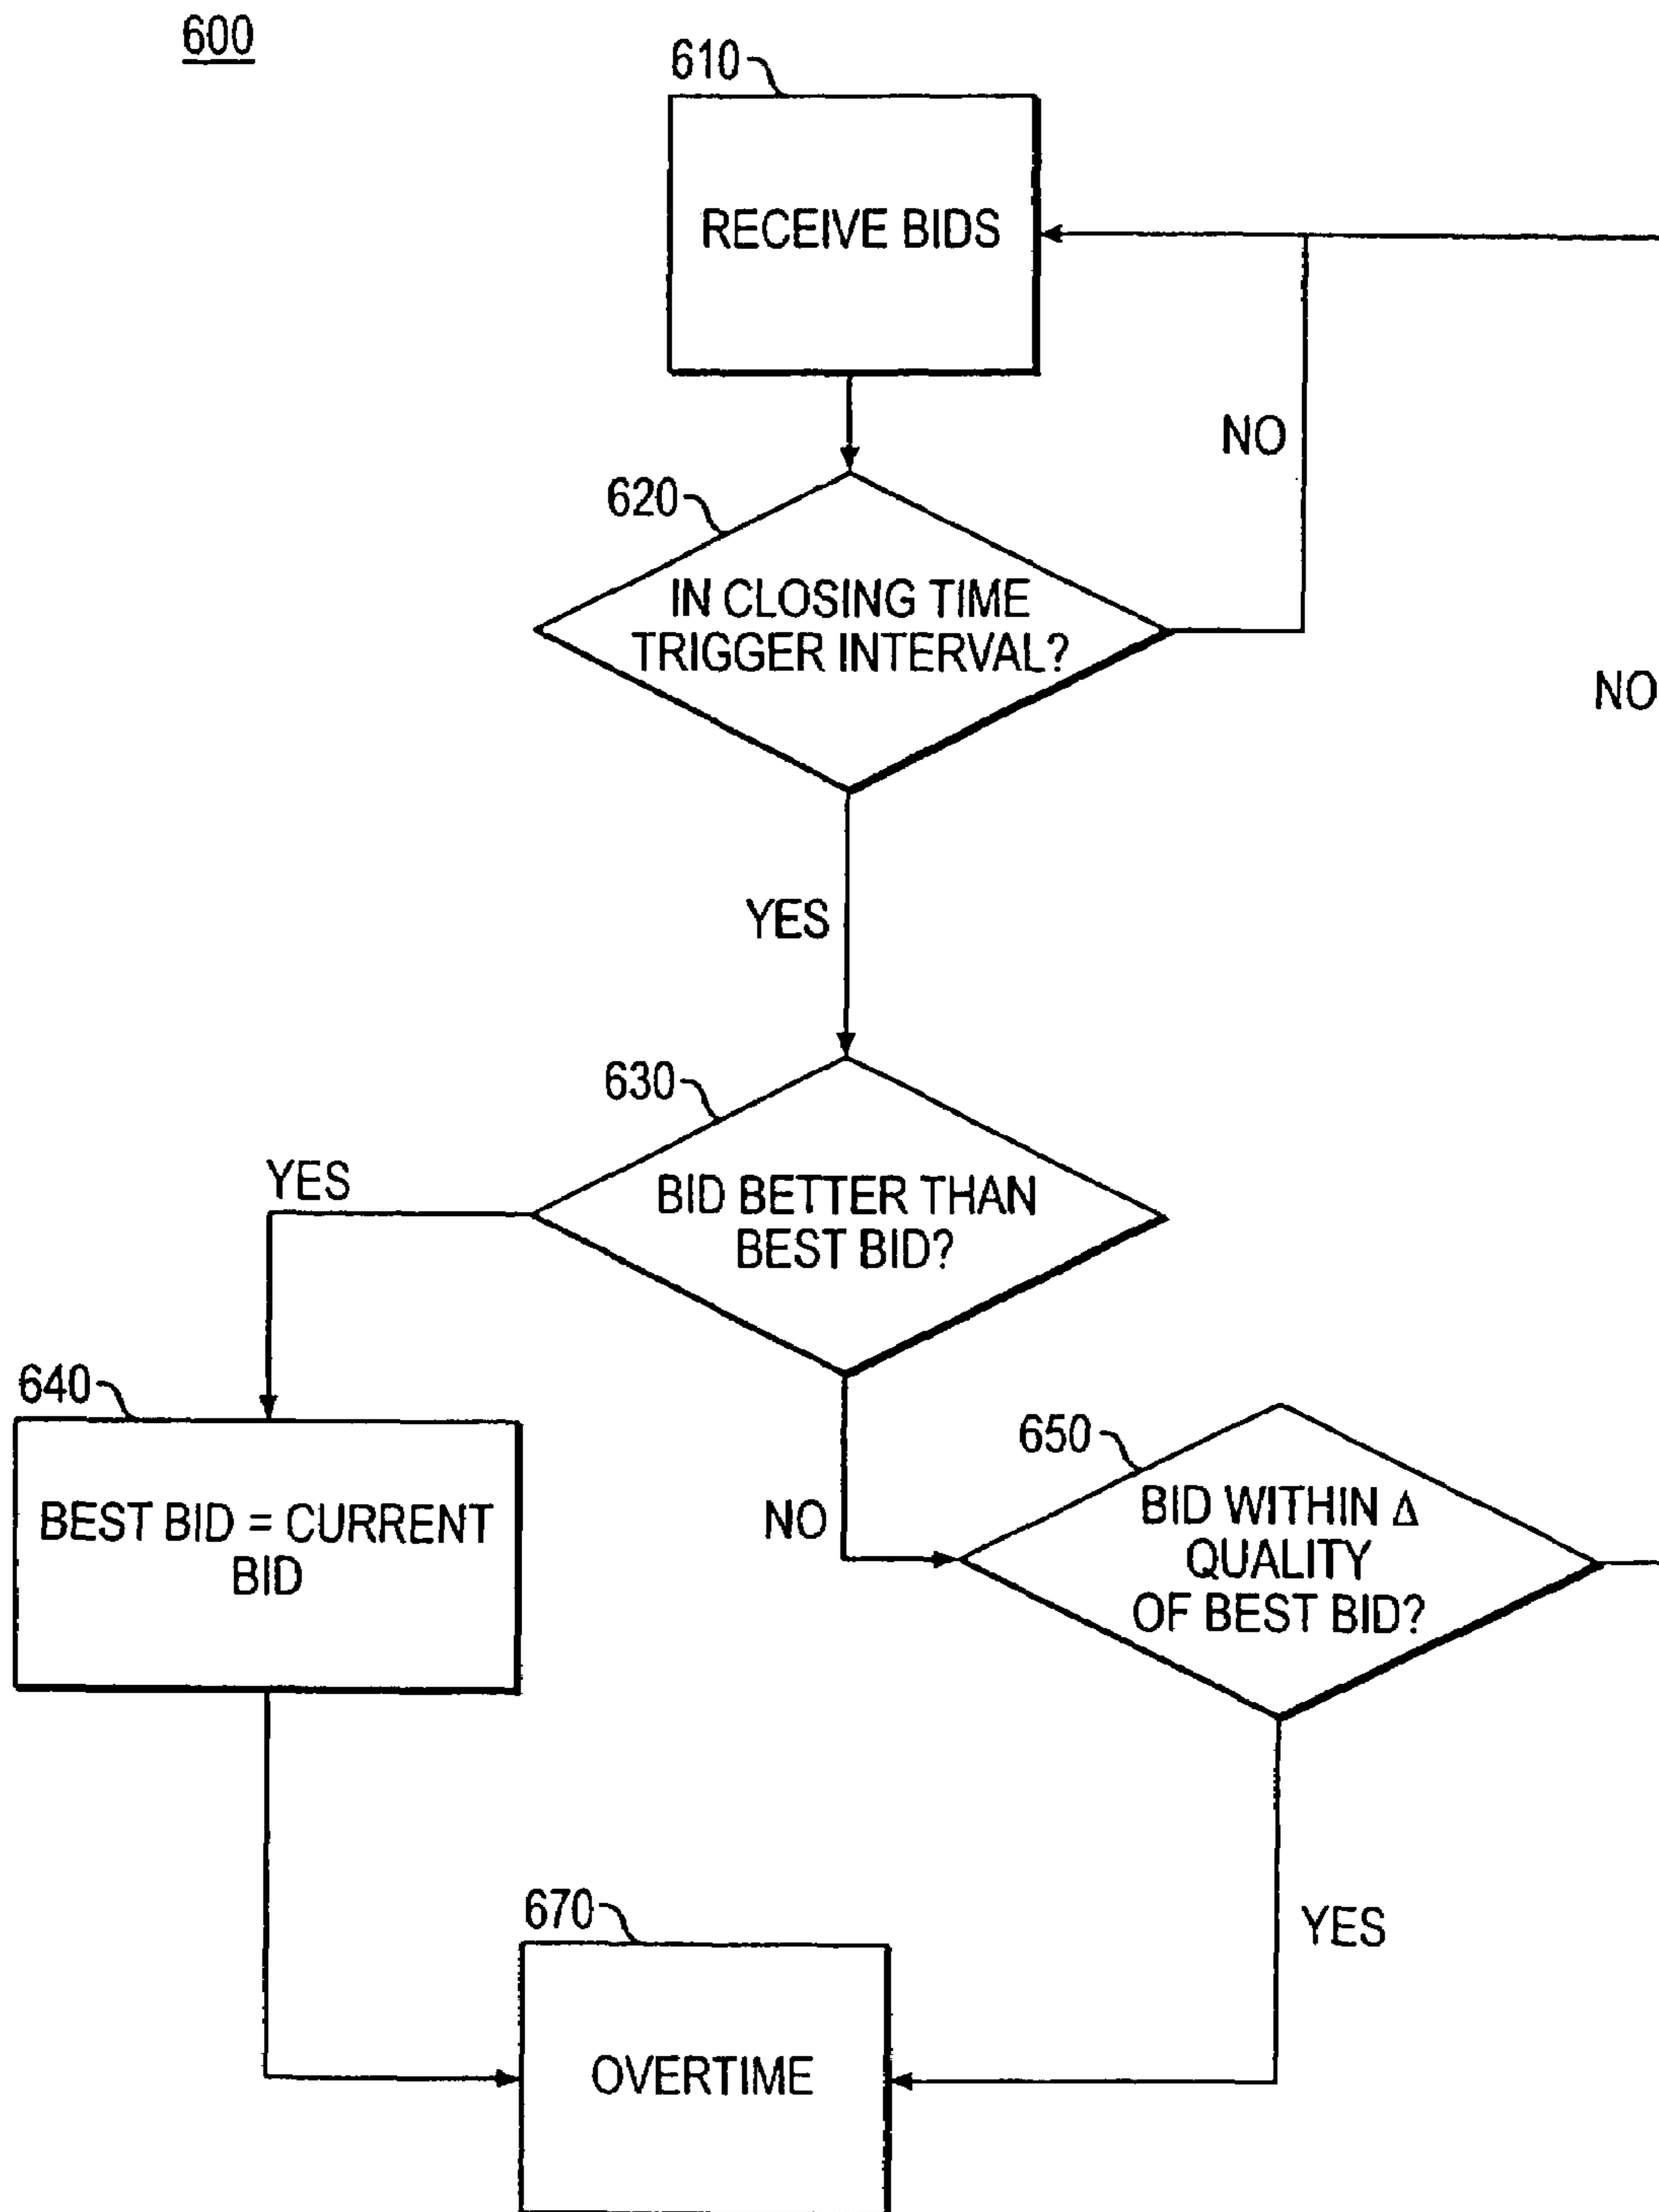 600
610
RECEIVE BIDS
NO
620
IN CLOSING TIME
TRIGGER INTERVAL?
NO
YES
630
YES
BID BETTER THAN
BEST BID?
640
BEST BID = CURRENT
BID
NO
650
BID WITHIN Δ
QUALITY
OF BEST BID?
YES
670
OVERTIME